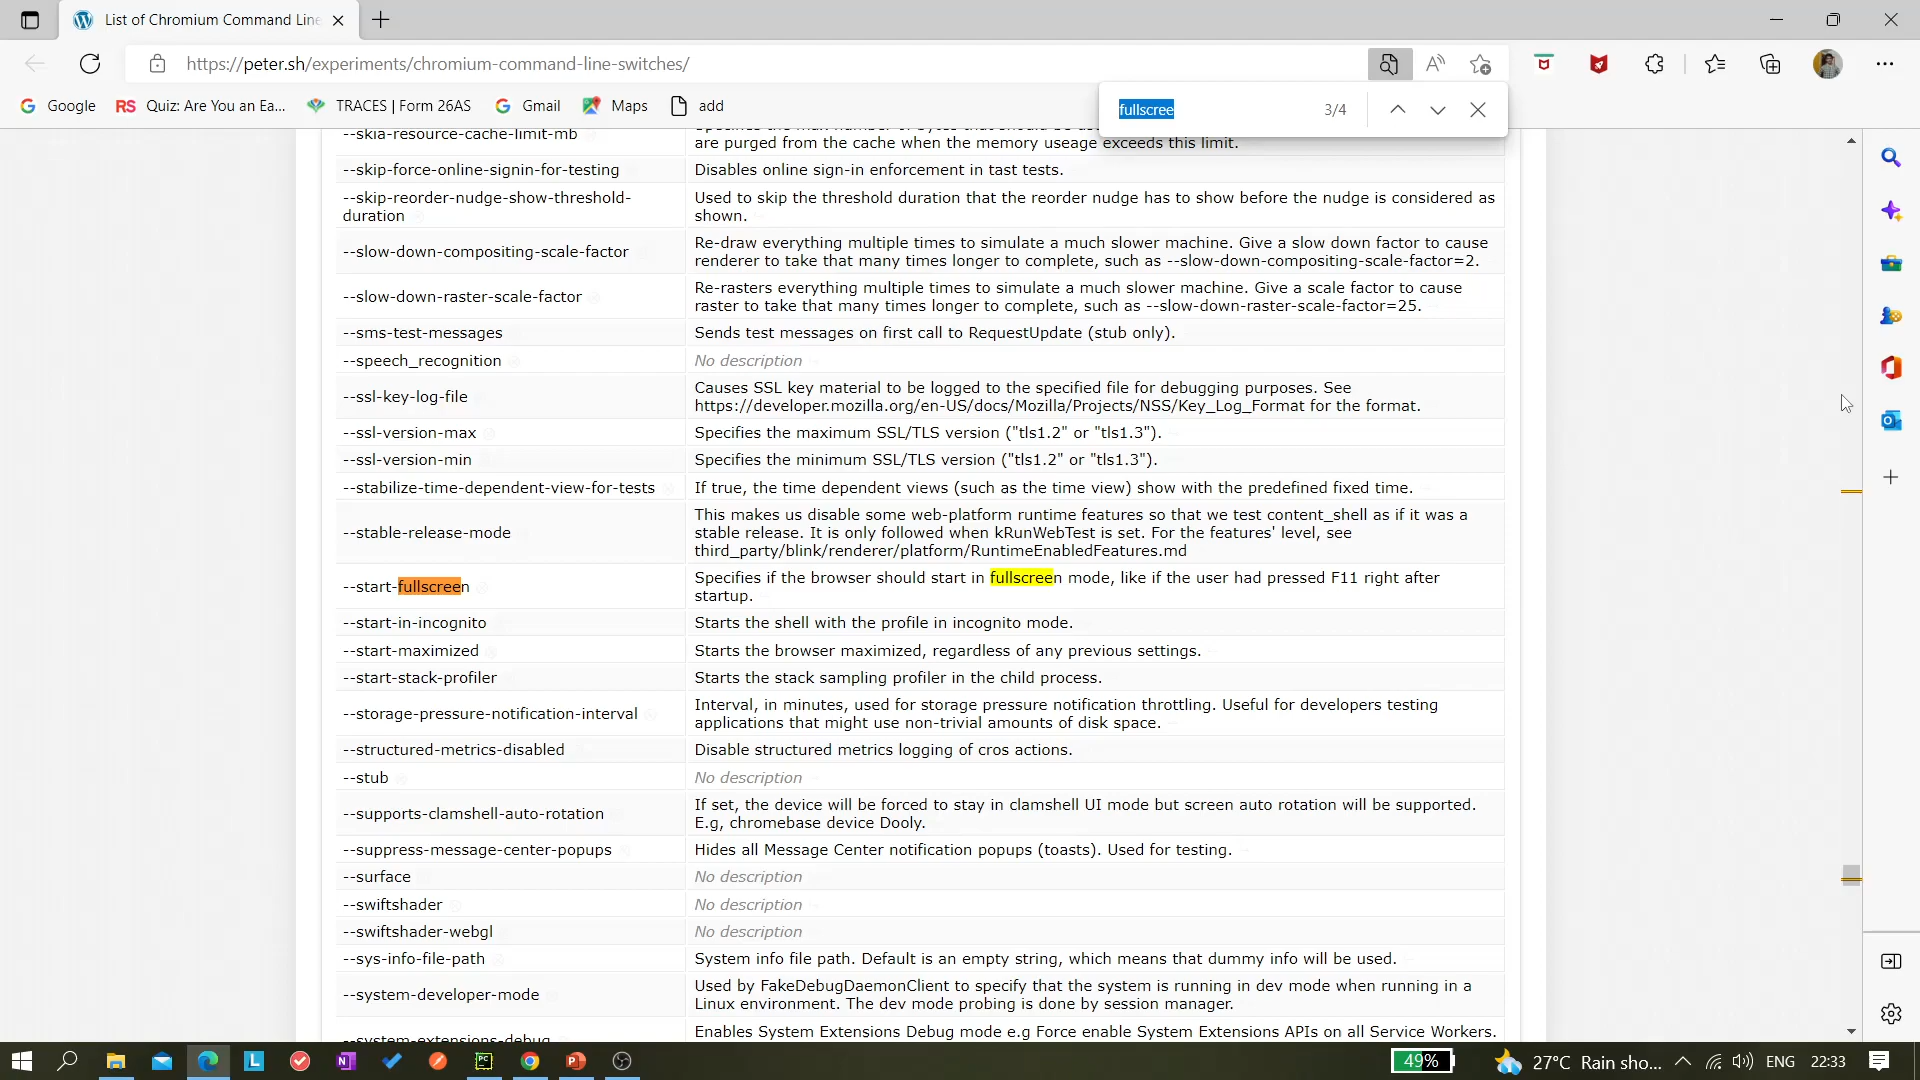 List of Chromium Command Line
https://peter.sh/experiments/chromium-command-line-switches/
Google
Quiz: Are You an Ea...
TRACES | Form 26AS
Gmail
Maps
add
fullscree
3/4
--skia-resource-cache-limit-mb
are purged from the cache when the memory useage exceeds this limit.
--skip-force-online-signin-for-testing
Disables online sign-in enforcement in tast tests.
--skip-reorder-nudge-show-threshold-
duration
Used to skip the threshold duration that the reorder nudge has to show before the nudge is considered as
shown.
--slow-down-compositing-scale-factor
Re-draw everything multiple times to simulate a much slower machine. Give a slow down factor to cause
renderer to take that many times longer to complete, such as --slow-down-compositing-scale-factor=2.
--slow-down-raster-scale-factor
Re-rasters everything multiple times to simulate a much slower machine. Give a scale factor to cause
raster to take that many times longer to complete, such as --slow-down-raster-scale-factor=25.
--sms-test-messages
Sends test messages on first call to RequestUpdate (stub only).
--speech_recognition
No description
--ssl-key-log-file
Causes SSL key material to be logged to the specified file for debugging purposes. See
https://developer.mozilla.org/en-US/docs/Mozilla/Projects/NSS/Key_Log_Format for the format.
--ssl-version-max
Specifies the maximum SSL/TLS version ("tls1.2" or "tls1.3").
--ssl-version-min
Specifies the minimum SSL/TLS version ("tls1.2" or "tls1.3").
--stabilize-time-dependent-view-for-tests
If true, the time dependent views (such as the time view) show with the predefined fixed time.
--stable-release-mode
This makes us disable some web-platform runtime features so that we test content_shell as if it was a
stable release. It is only followed when kRunWebTest is set. For the features' level, see
third_party/blink/renderer/platform/RuntimeEnabledFeatures.md
--start-fullscreen
Specifies if the browser should start in fullscreen mode, like if the user had pressed F11 right after
startup.
--start-in-incognito
Starts the shell with the profile in incognito mode.
--start-maximized
Starts the browser maximized, regardless of any previous settings.
--start-stack-profiler
Starts the stack sampling profiler in the child process.
--storage-pressure-notification-interval
Interval, in minutes, used for storage pressure notification throttling. Useful for developers testing
applications that might use non-trivial amounts of disk space.
--structured-metrics-disabled
Disable structured metrics logging of cros actions.
--stub
No description
--supports-clamshell-auto-rotation
If set, the device will be forced to stay in clamshell UI mode but screen auto rotation will be supported.
E.g, chromebase device Dooly.
--suppress-message-center-popups
Hides all Message Center notification popups (toasts). Used for testing.
--surface
No description
--swiftshader
No description
--swiftshader-webgl
No description
--sys-info-file-path
System info file path. Default is an empty string, which means that dummy info will be used.
--system-developer-mode
Used by FakeDebugDaemonClient to specify that the system is running in dev mode when running in a
Linux environment. The dev mode probing is done by session manager.
--system-extensions-debug
Enables System Extensions Debug mode e.g Force enable System Extensions APIs on all Service Workers.
49%
27°C Rain sho...
ENG
22:33